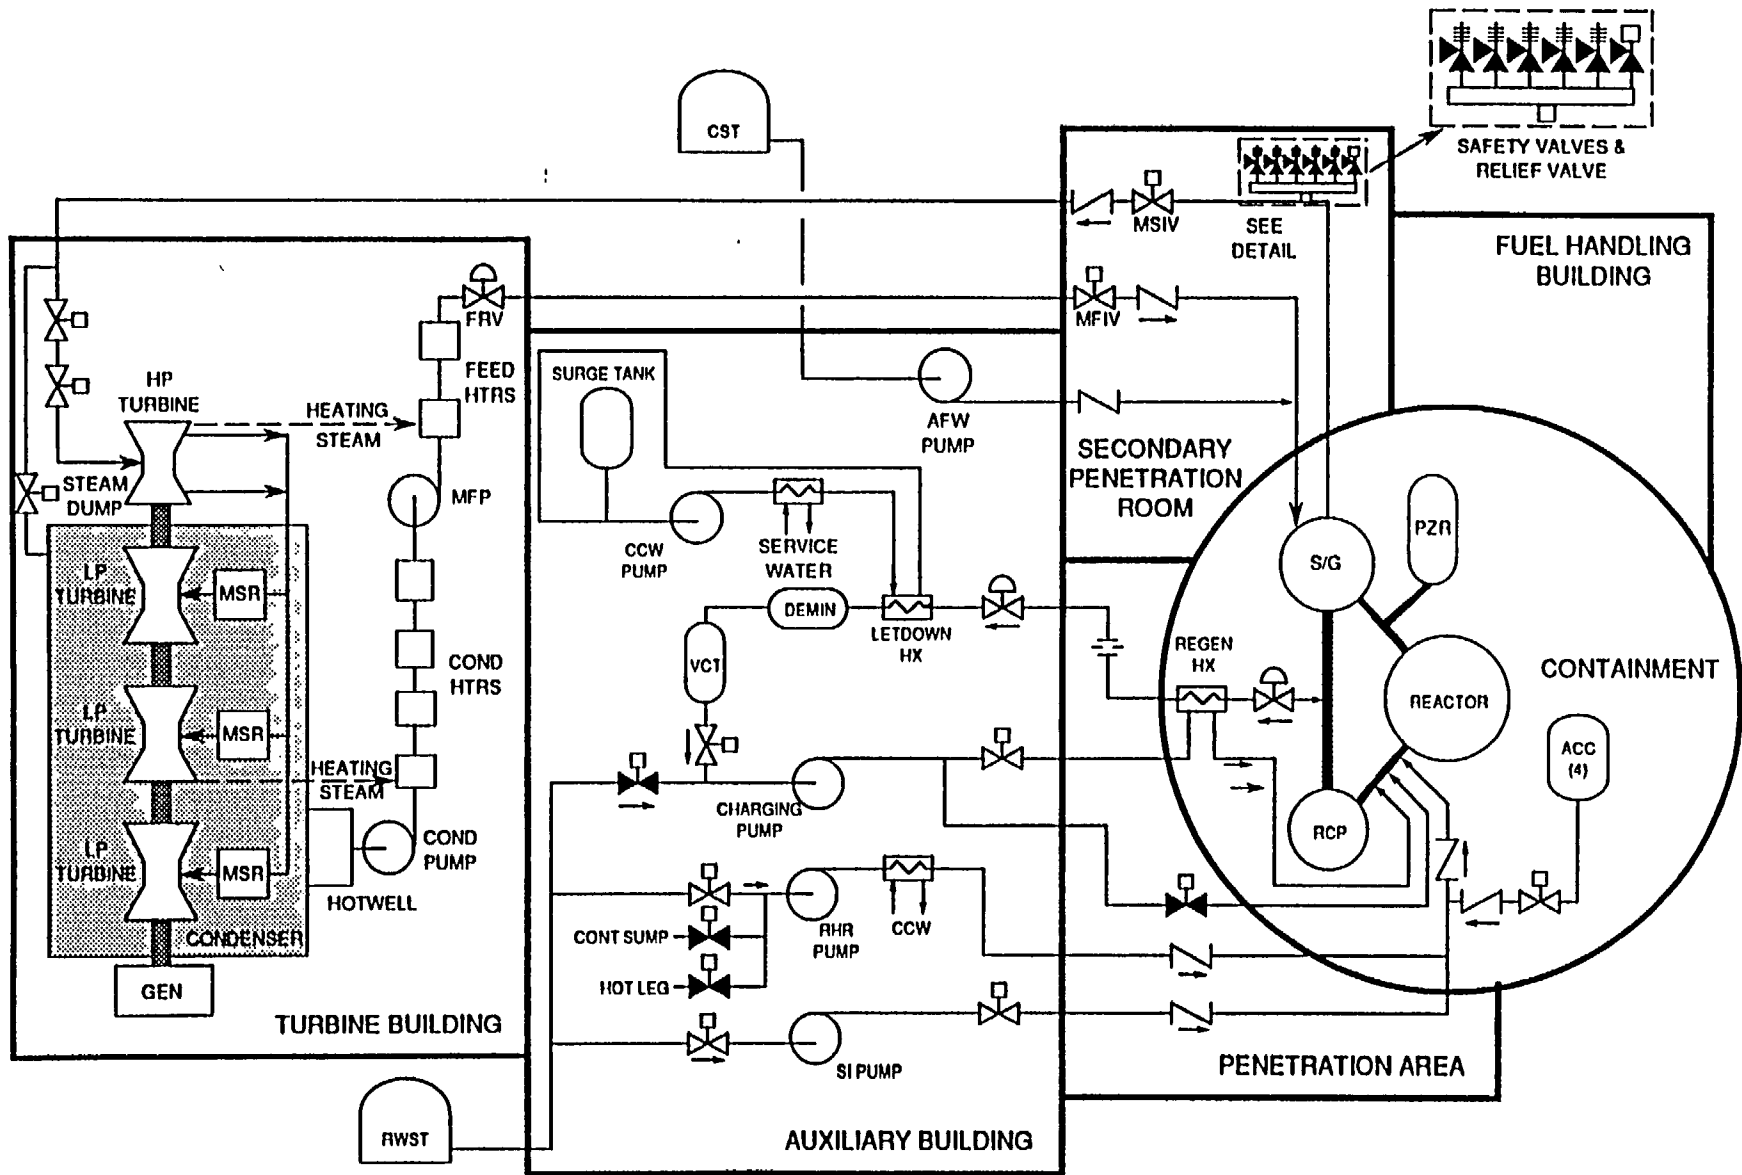 SAFETY VALVES &
RELIEF VALVE
CST
MSIV
SEE
DETAIL
FUEL HANDLING
BUILDING
FRV
MFIV
FEED
HTRS
HP
TURBINE
HEATING
STEAM
SURGE TANK
AFW
PUMP
SECONDARY
PENETRATION
ROOM
STEAM
DUMP
MFP
CCW
PUMP
SERVICE
WATER
S/G
PZR
LP
TURBINE
MSR
DEMIN
LETDOWN
HX
VCT
REGEN
HX
COND
HTRS
CONTAINMENT
REACTOR
LP
TURBINE
MSR
HEATING
STEAM
ACC
(4)
CHARGING
PUMP
RCP
LP
TURBINE
MSR
COND
PUMP
HOTWELL
CONDENSER
CONT SUMP
RHR
PUMP
CCW
HOT LEG
GEN
TURBINE BUILDING
SI PUMP
PENETRATION AREA
RWST
AUXILIARY BUILDING